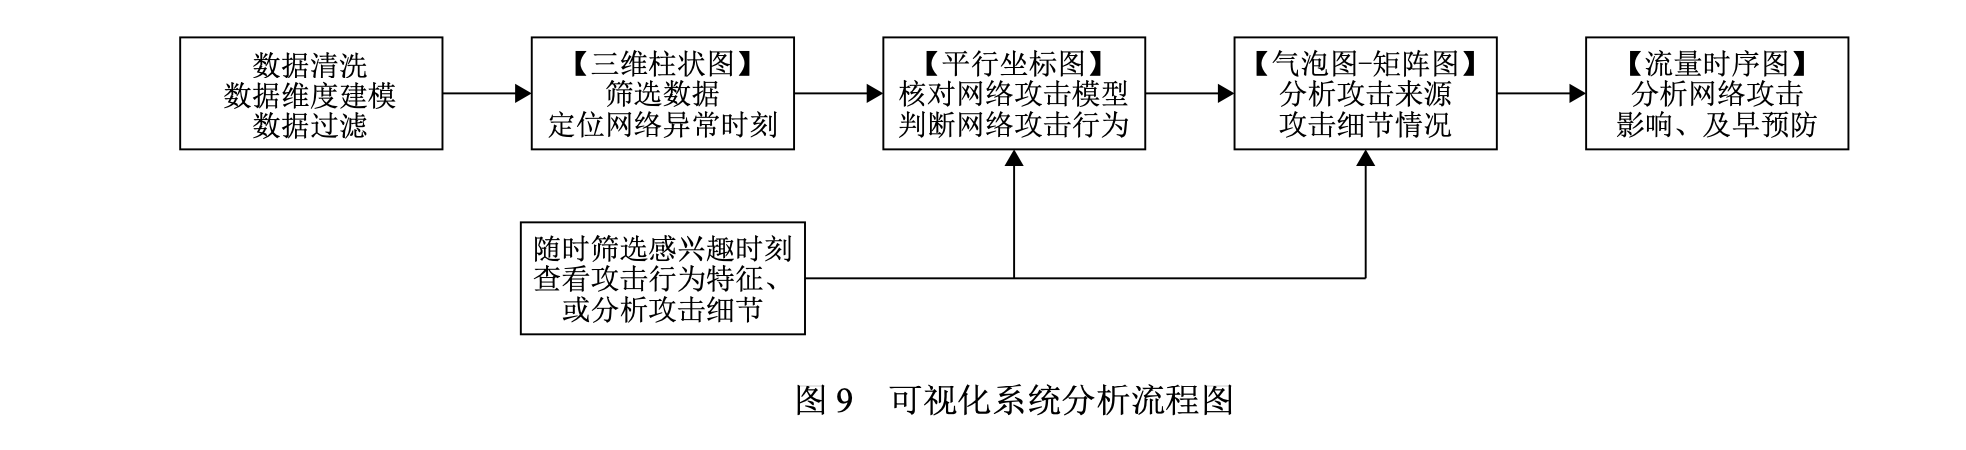 数据清洗
数据维度建模
数据过滤
【三维柱状图】
筛选数据
定位网络异常时刻
【平行坐标图】
核对网络攻击模型
判断网络攻击行为
【气泡图-矩阵图】
分析攻击来源
攻击细节情况
【流量时序图】
分析网络攻击
影响、及早预防
随时筛选感兴趣时刻
查看攻击行为特征、
或分析攻击细节
图 9 可视化系统分析流程图